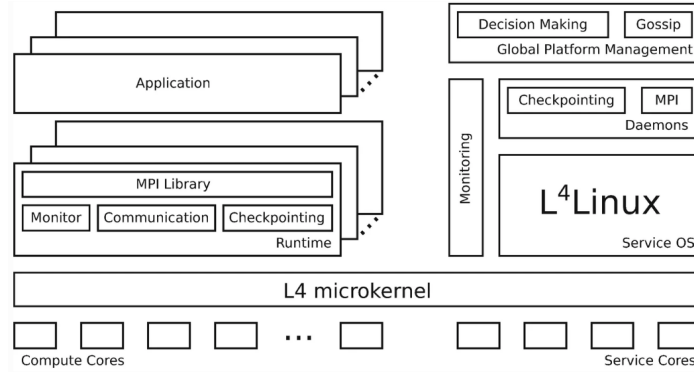 Decision Making
Gossip
Global Platform Management
Application
Checkpointing
MPI
Daemons
Monitoring
MPI Library
Monitor
Communication
Checkpointing
Runtime
L⁴Linux
Service OS
L4 microkernel
...
Compute Cores
Service Cores